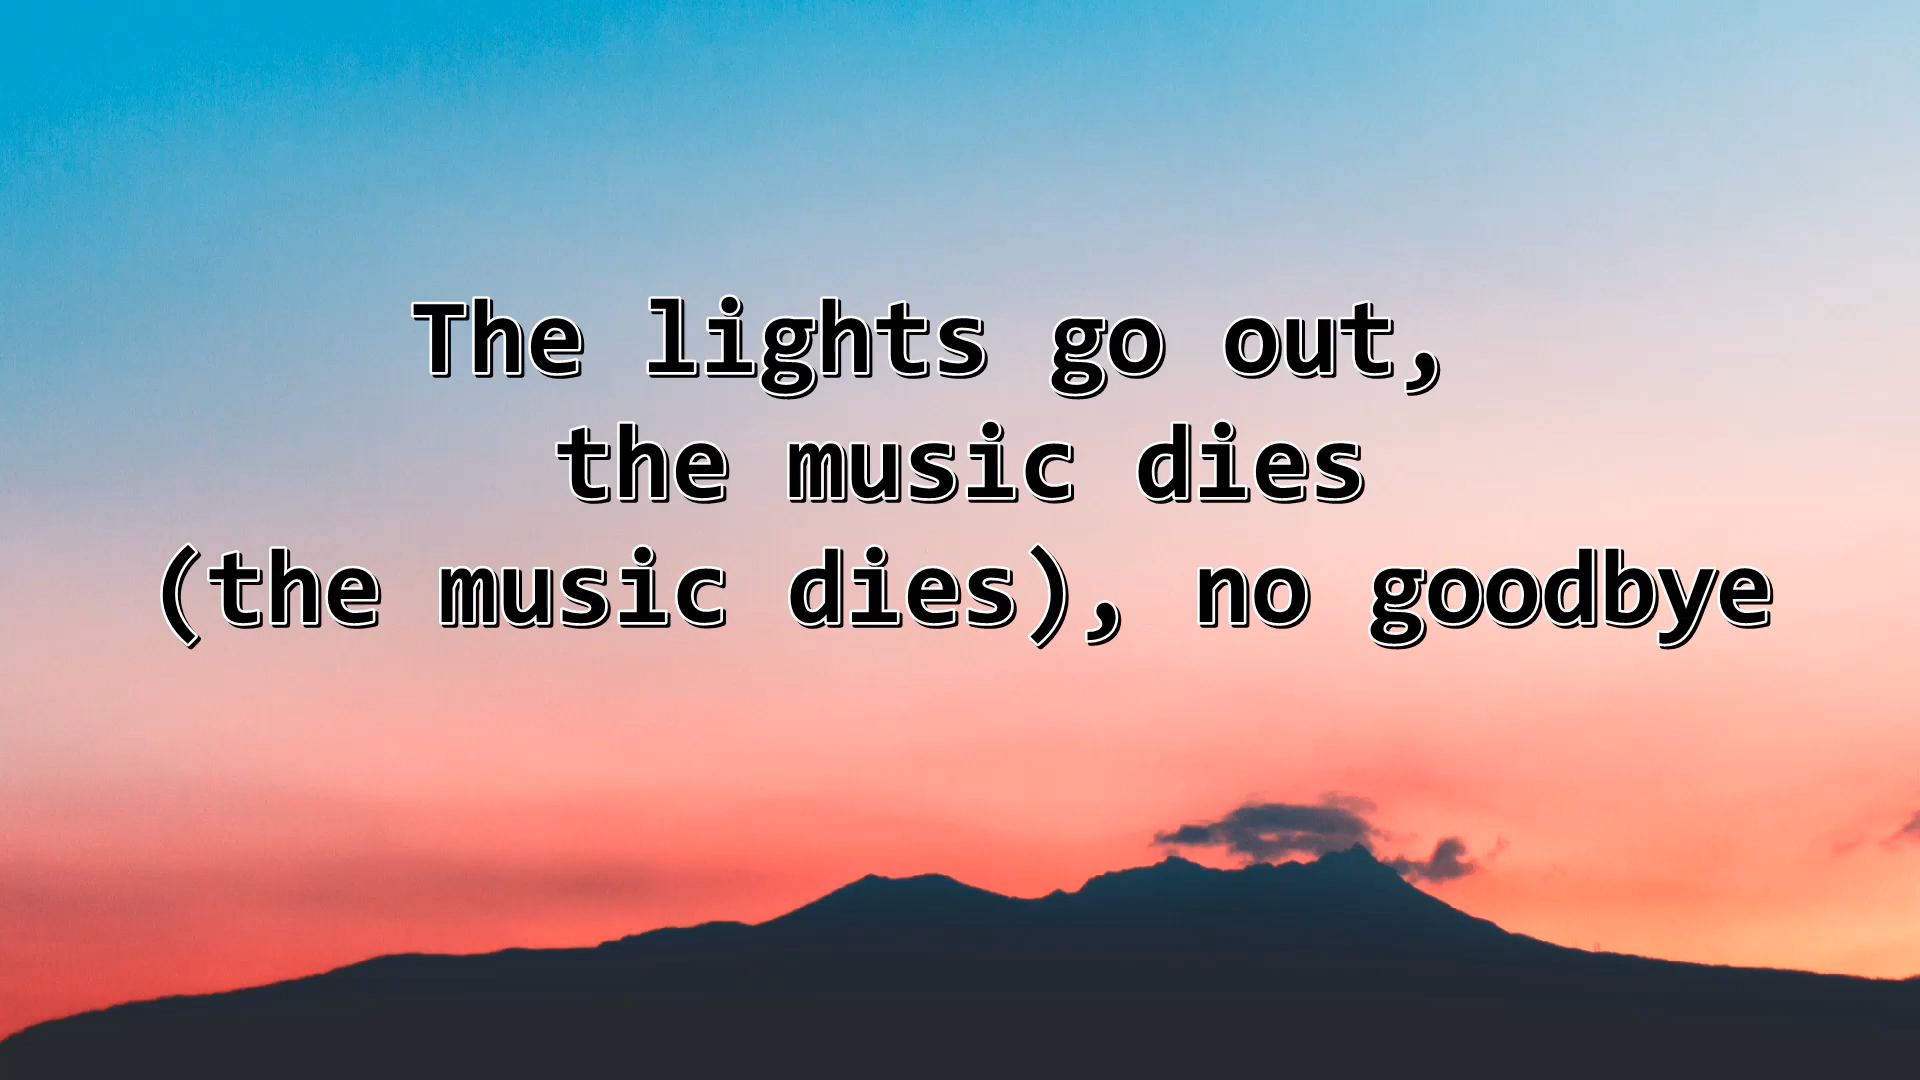 The lights go out,
the music dies
(the music dies), no goodbye